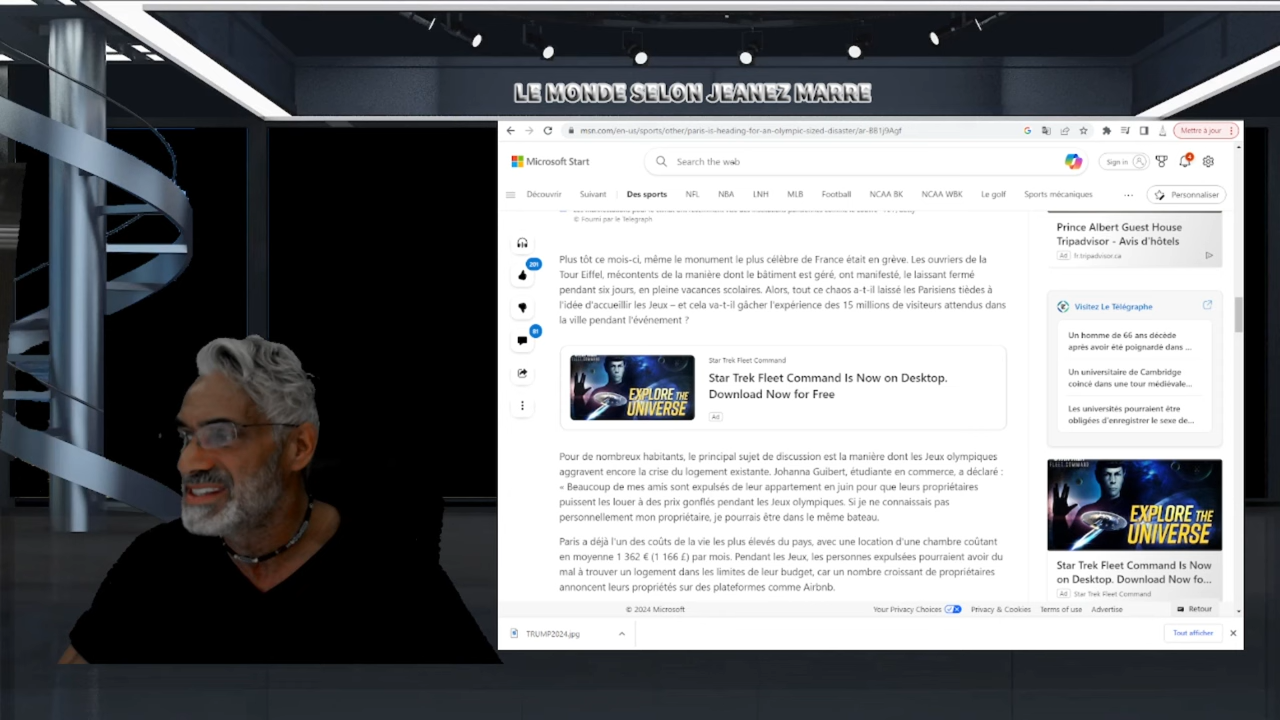 LE MONDE SELON JEANEZ MARRE
msn.com/en-us/sports/other/paris-is-heading-for-an-olympic-sized-disaster/ar-BB1j9Agf
Mettre à jour
Microsoft Start
Search the web
Sign in
4
Découvrir
Suivant
Des sports
NFL
NBA
LNH
MLB
Football
NCAA BK
NCAA WBK
Le golf
Sports mécaniques
Personnaliser
© Fourni par le Telegraph
201
81
Plus tôt ce mois-ci, même le monument le plus célèbre de France était en grève. Les ouvriers de la
Tour Eiffel, mécontents de la manière dont le bâtiment est géré, ont manifesté, le laissant fermé
pendant six jours, en pleine vacances scolaires. Alors, tout ce chaos a-t-il laissé les Parisiens tièdes à
l'idée d'accueillir les Jeux – et cela va-t-il gâcher l'expérience des 15 millions de visiteurs attendus dans
la ville pendant l'événement ?
EXPLORE THE
UNIVERSE
Star Trek Fleet Command
Star Trek Fleet Command Is Now on Desktop.
Download Now for Free
Ad
Pour de nombreux habitants, le principal sujet de discussion est la manière dont les Jeux olympiques
aggravent encore la crise du logement existante. Johanna Guibert, étudiante en commerce, a déclaré :
« Beaucoup de mes amis sont expulsés de leur appartement en juin pour que leurs propriétaires
puissent les louer à des prix gonflés pendant les Jeux olympiques. Si je ne connaissais pas
personnellement mon propriétaire, je pourrais être dans le même bateau.
Paris a déjà l'un des coûts de la vie les plus élevés du pays, avec une location d'une chambre coûtant
en moyenne 1 362 € (1 166 £) par mois. Pendant les Jeux, les personnes expulsées pourraient avoir du
mal à trouver un logement dans les limites de leur budget, car un nombre croissant de propriétaires
annoncent leurs propriétés sur des plateformes comme Airbnb.
Prince Albert Guest House
Tripadvisor - Avis d'hôtels
Ad fr.tripadvisor.ca
Visitez Le Télégraphe
Un homme de 66 ans décède
après avoir été poignardé dans ...
Un universitaire de Cambridge
coincé dans une tour médiévale...
Les universités pourraient être
obligées d'enregistrer le sexe de...
FLEET COMMAND
EXPLORE THE
UNIVERSE
Star Trek Fleet Command Is Now
on Desktop. Download Now fo...
Ad Star Trek Fleet Command
© 2024 Microsoft
Your Privacy Choices
Privacy & Cookies
Terms of use
Advertise
Retour
TRUMP2024.jpg
Tout afficher